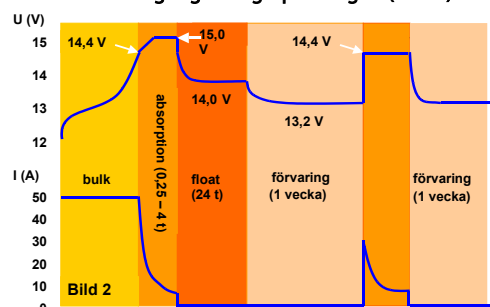 U (V)
15
14
13
12
14,4 V
15,0
V
14,4 V
14,0 V
13,2 V
I (A)
50
40
30
20
10
0
bulk
absorption (0,25 – 4 t)
float
(24 t)
förvaring
(1 vecka)
förvaring
(1 vecka)
Bild 2